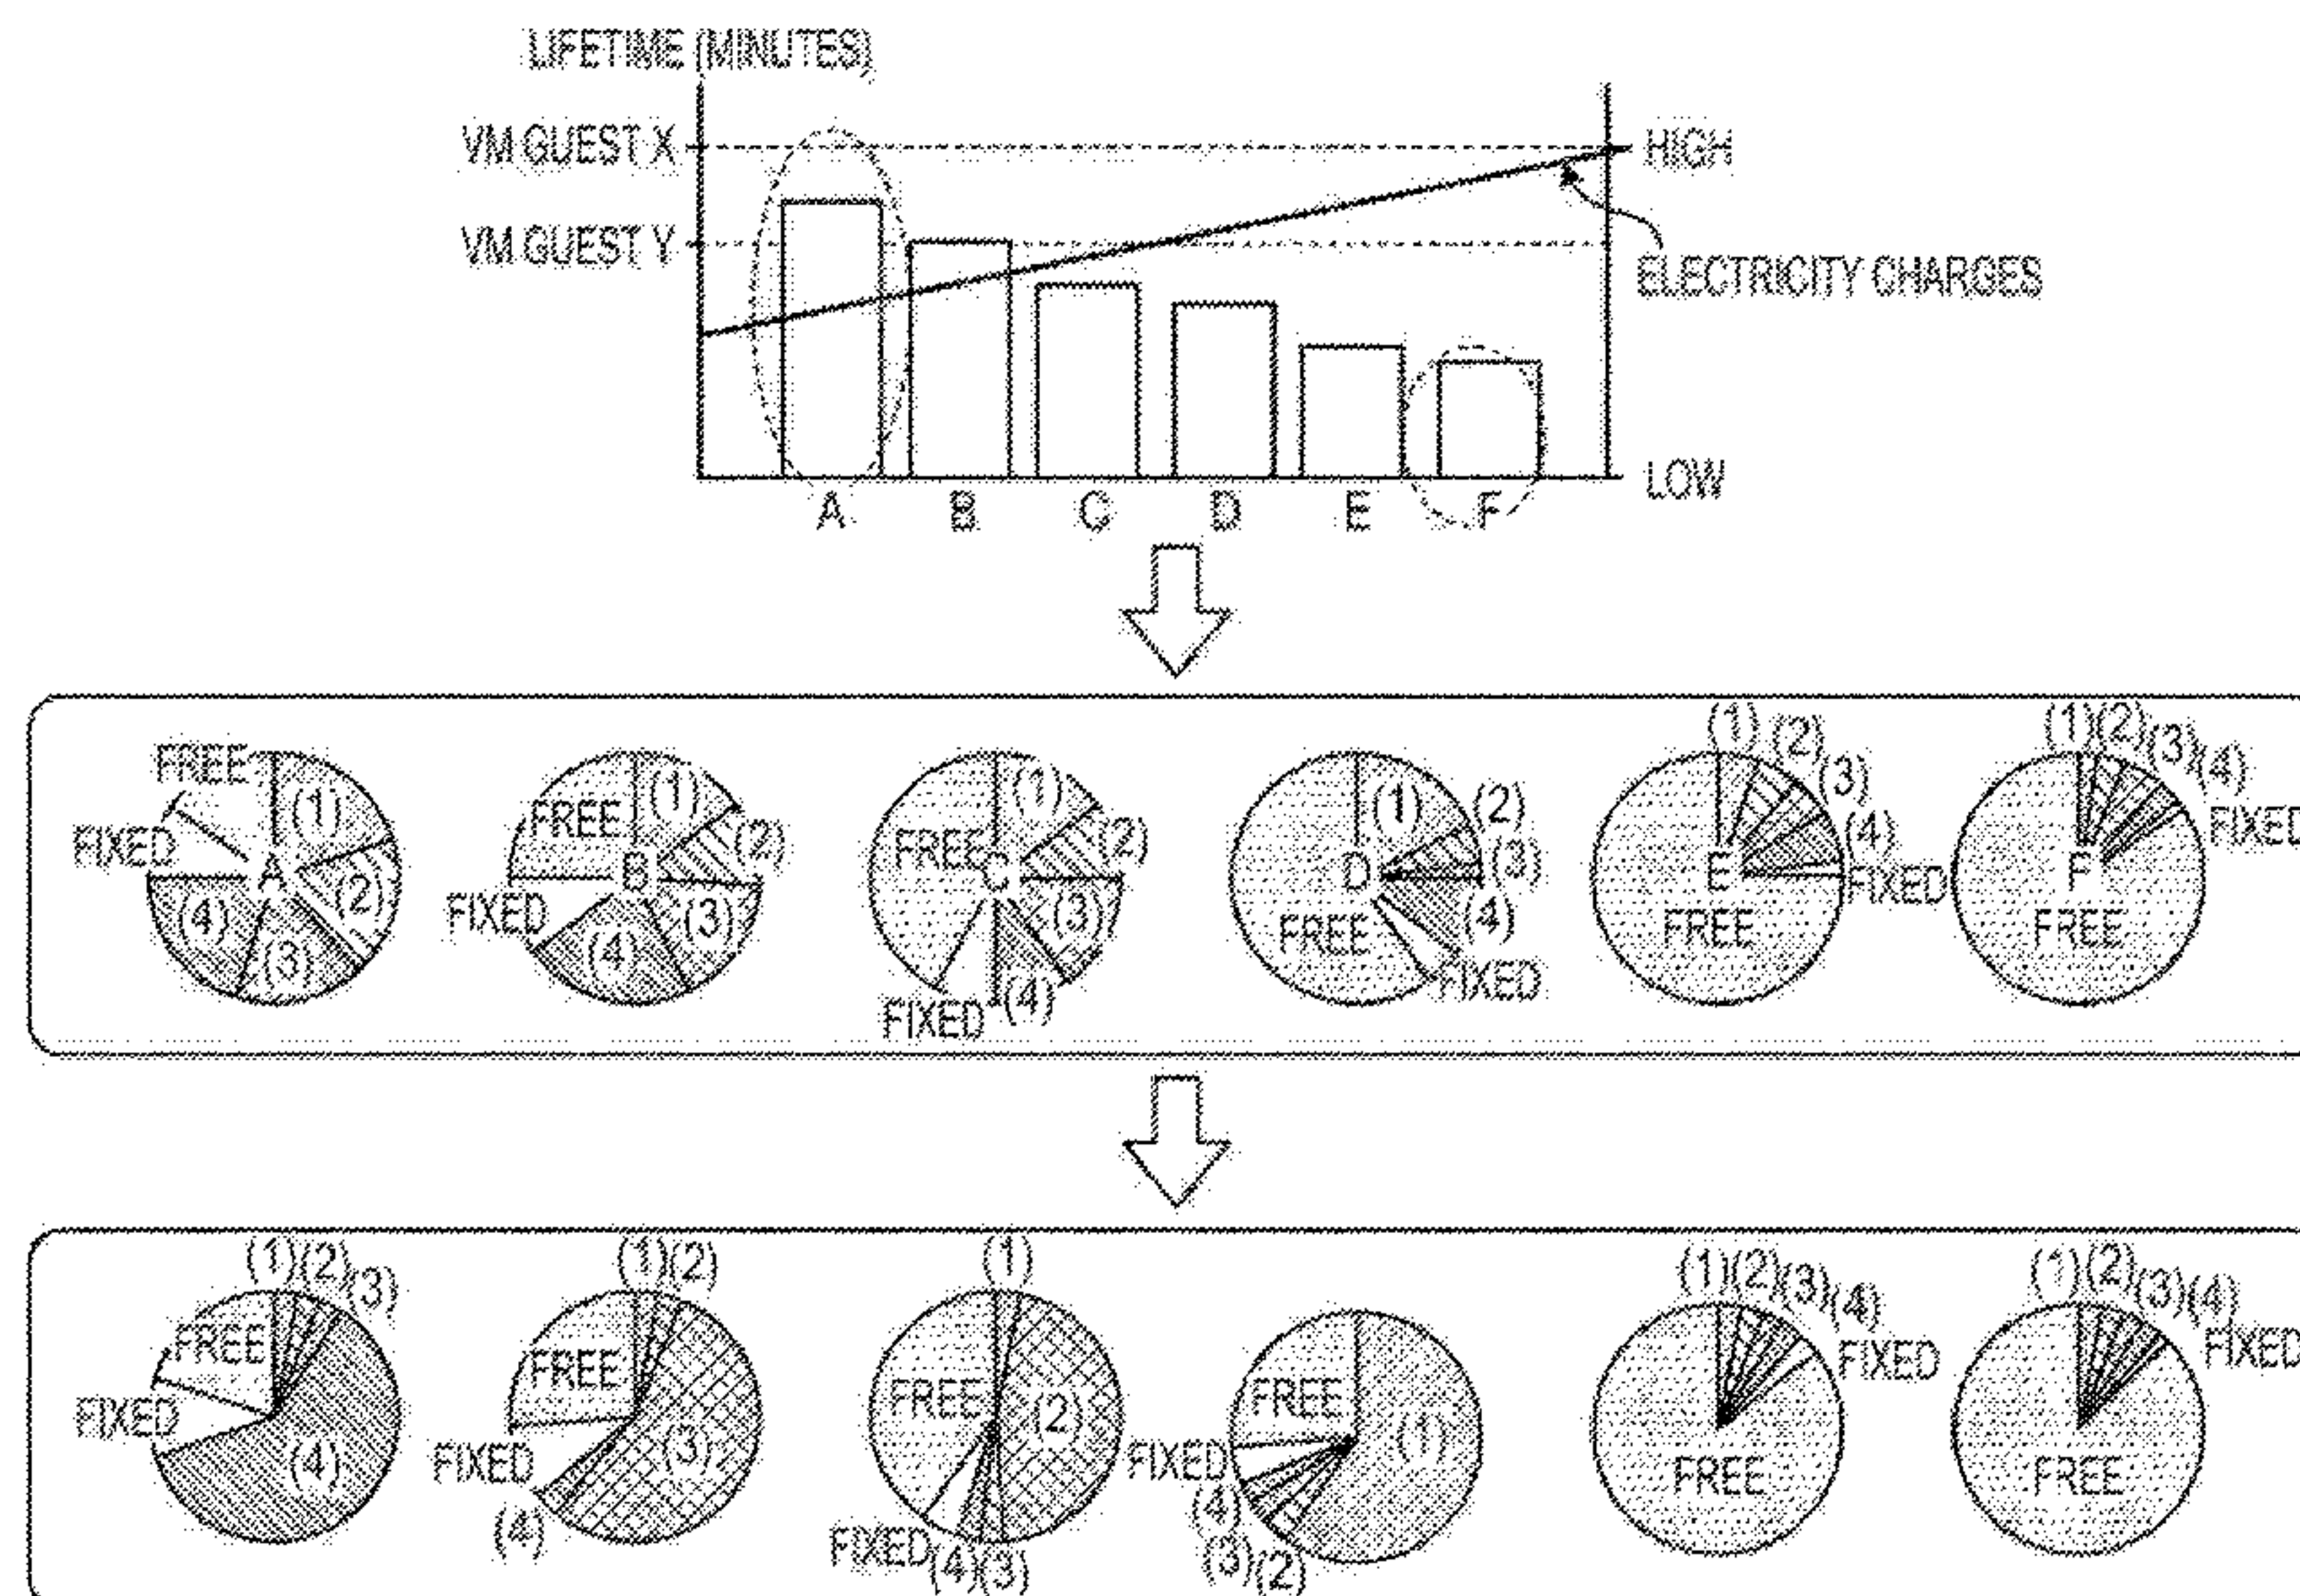 LIFETIME (MINUTES)
VM GUEST X
HIGH
VM GUEST Y
ELECTRICITY CHARGES
LOW
A B C D E F
FREE (1) FIXED A (2) (4) (3)
FREE (1) B (2) FIXED (3) (4)
(1) FREE C (2) (3) FIXED (4)
(1) (2) D (3) FREE (4) FIXED
(1) (2) (3) E (4) FIXED FREE
(1) (2) (3) (4) FIXED F FREE
(1) (2) (3) FREE FIXED (4)
(1) (2) FREE FIXED (3) (4)
(1) FREE (2) FIXED (4) (3)
FREE (1) FIXED (4) (3) (2)
(1) (2) (3) (4) FIXED FREE
(1) (2) (3) (4) FIXED FREE